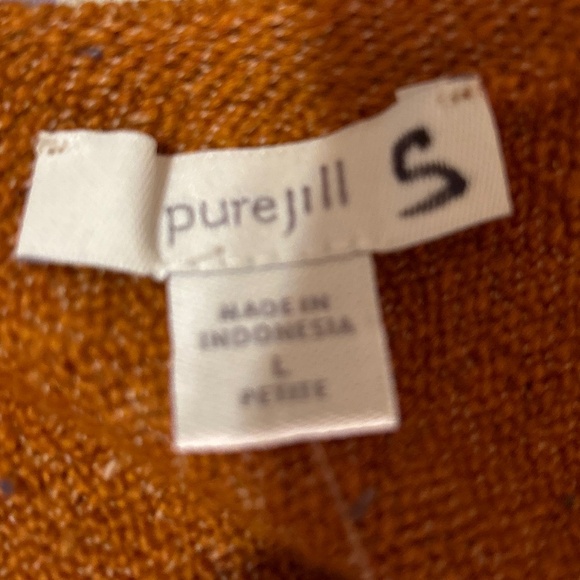 purejill S
MADE IN
INDONESIA
L
PETITE